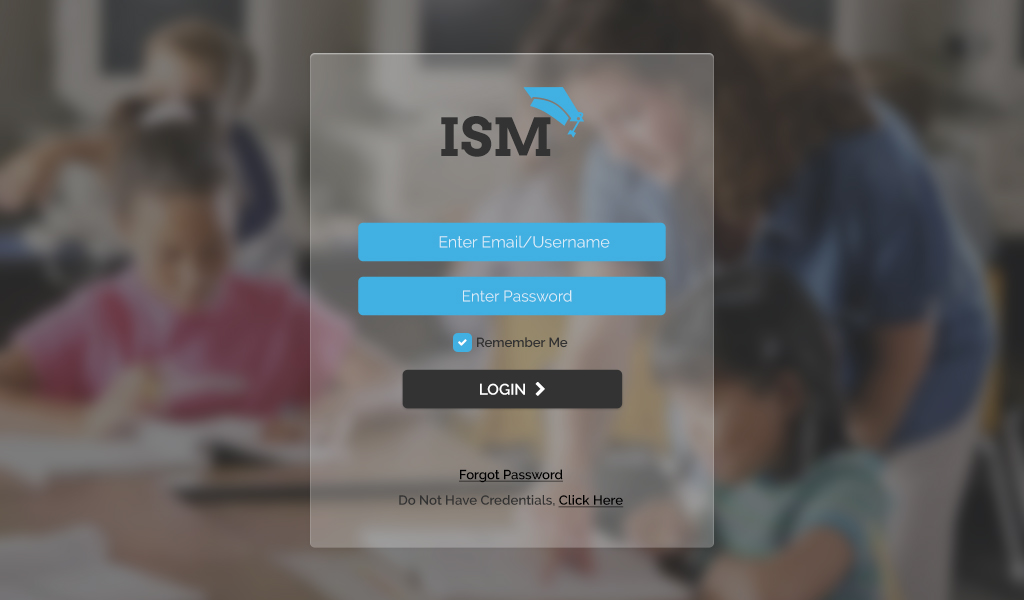 ISM
Enter Email/Username
Enter Password
Remember Me
LOGIN
Forgot Password
Do Not Have Credentials, Click Here